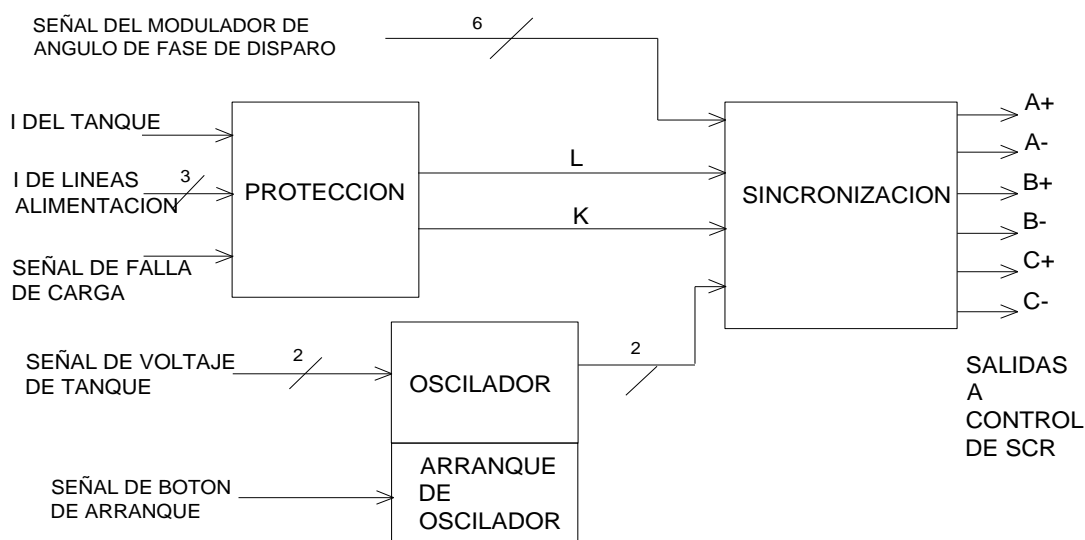 SEÑAL DEL MODULADOR DE
ANGULO DE FASE DE DISPARO
6
I DEL TANQUE
I DE LINEAS
ALIMENTACION
3
SEÑAL DE FALLA
DE CARGA
PROTECCION
L
K
SINCRONIZACION
A+
A-
B+
B-
C+
C-
SALIDAS
A
CONTROL
DE SCR
SEÑAL DE VOLTAJE
DE TANQUE
2
OSCILADOR
2
SEÑAL DE BOTON
DE ARRANQUE
ARRANQUE
DE
OSCILADOR